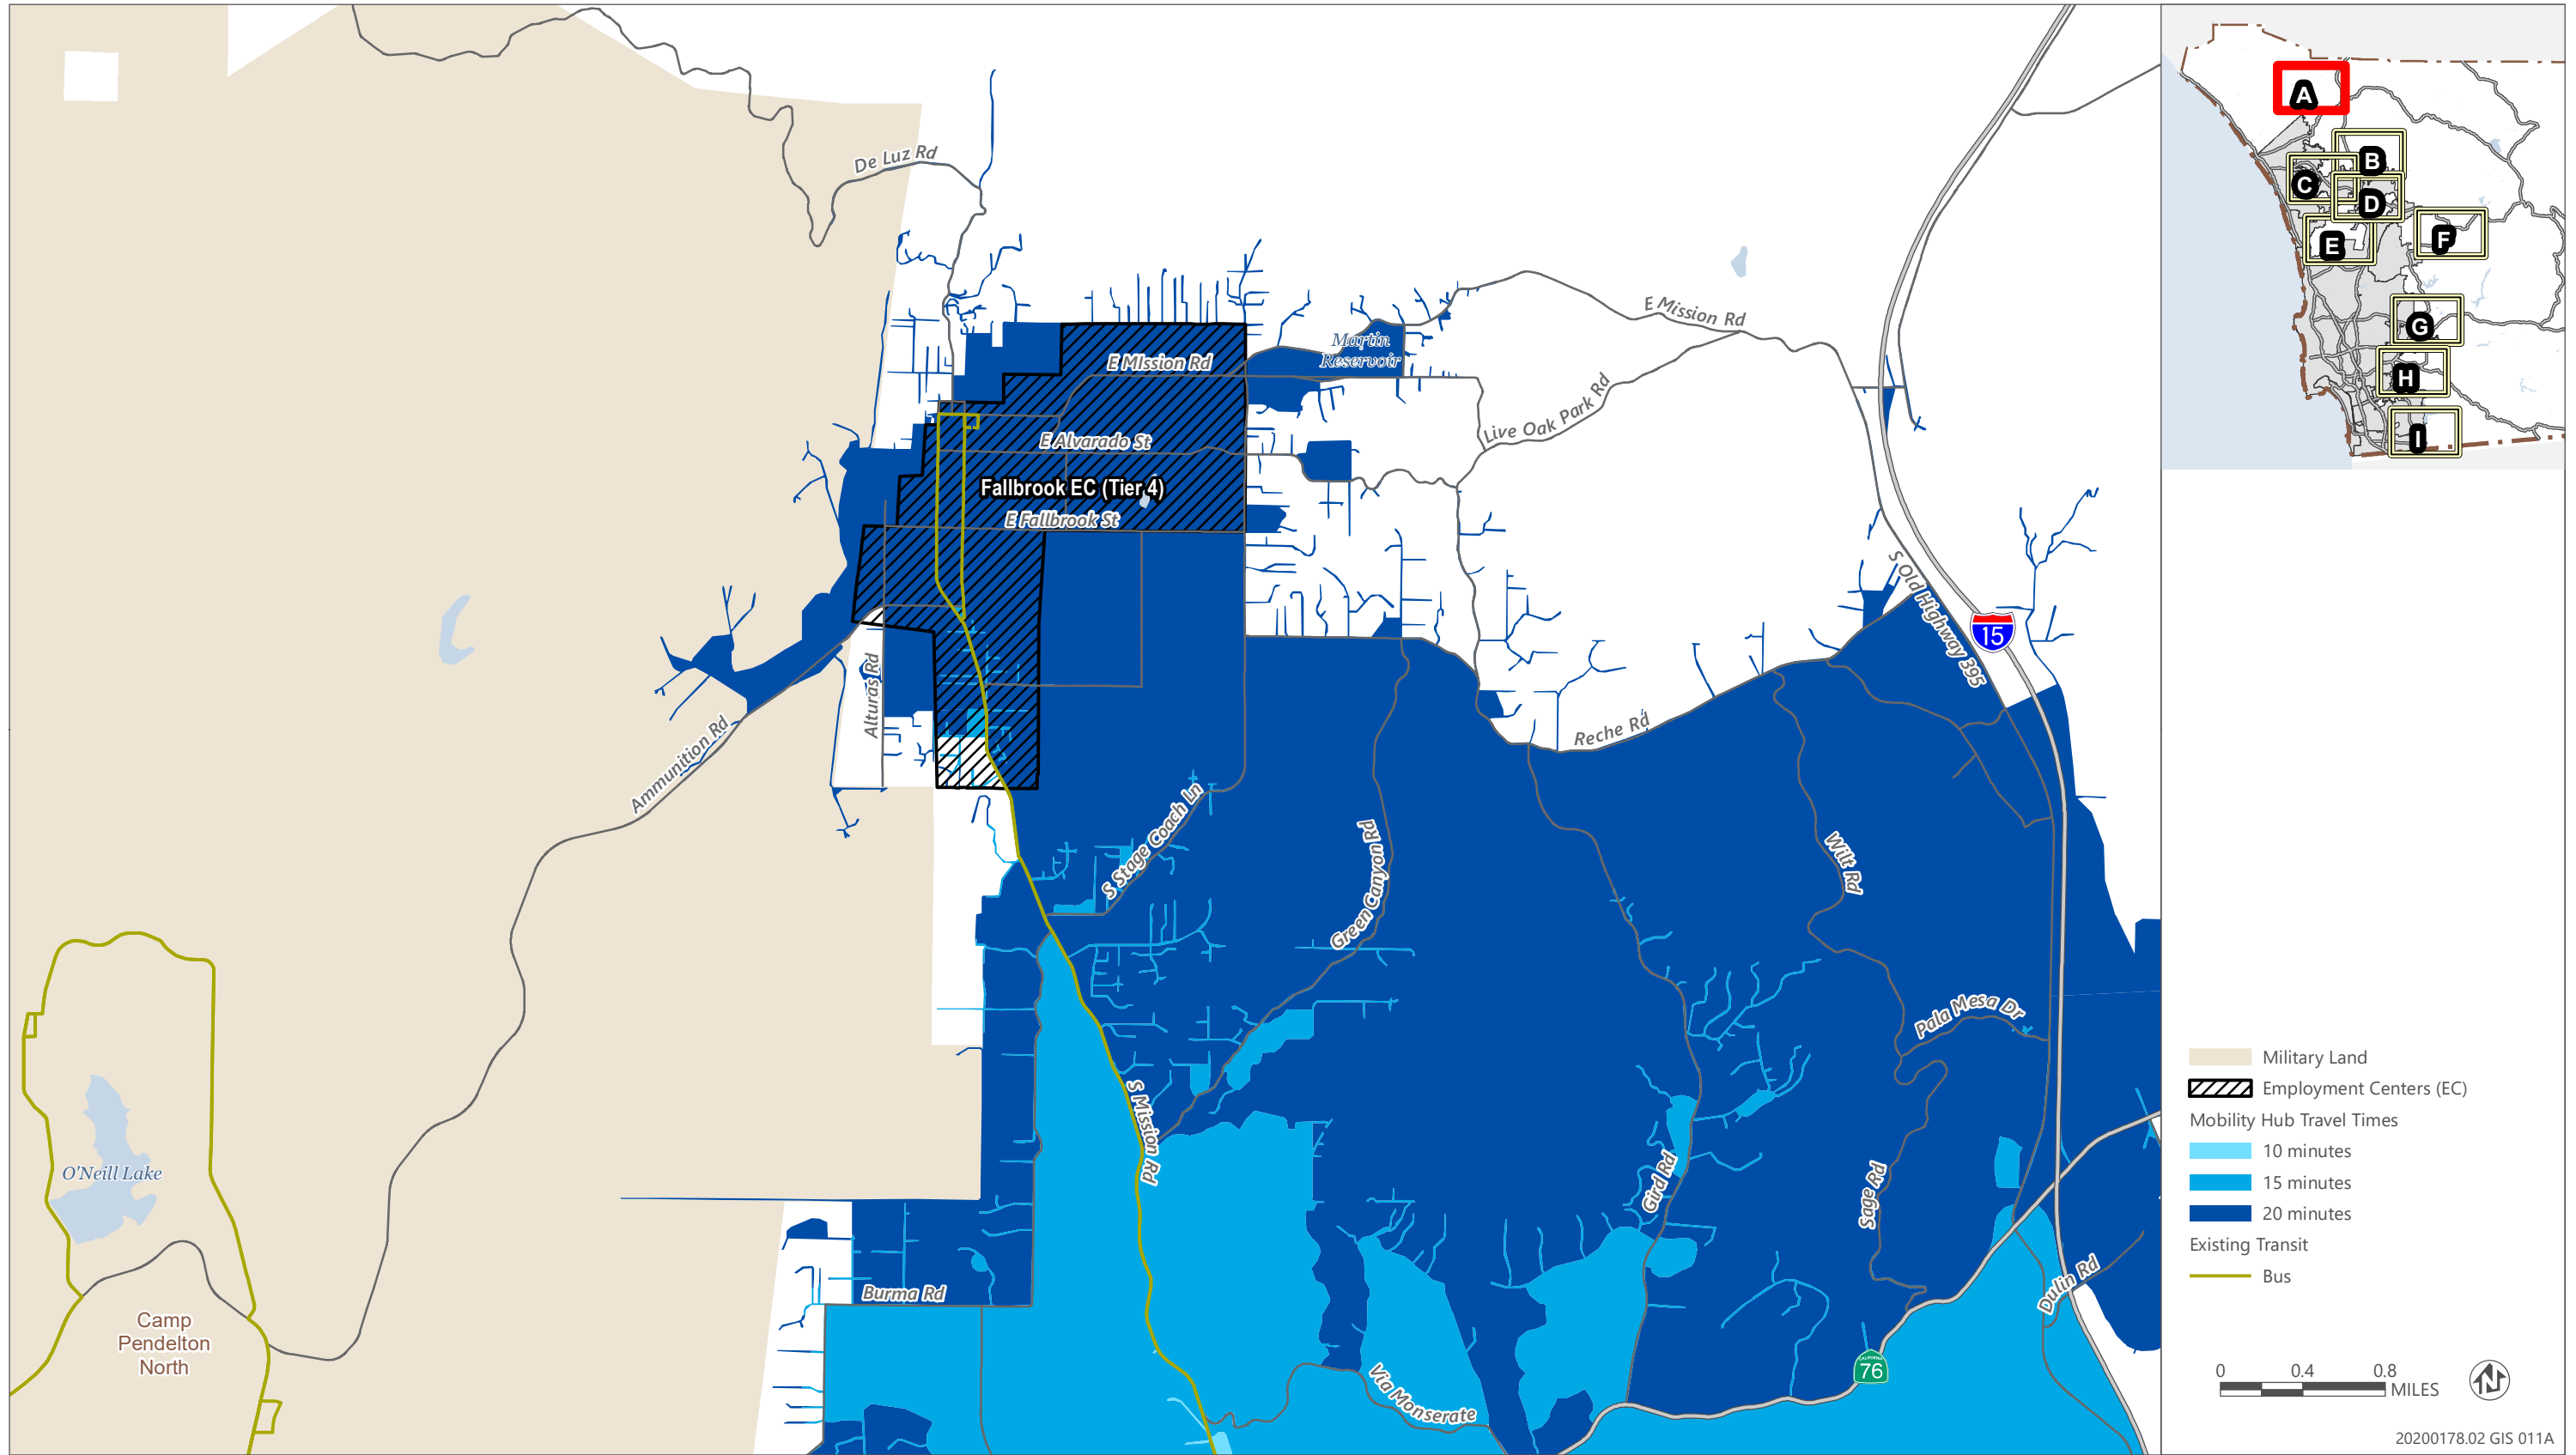 De Luz Rd
E Mission Rd
Martin
Reservoir
E MIssion Rd
Live Oak Park Rd
E Alvarado St
Fallbrook EC (Tier 4)
E Fallbrook St
S Old Highway 395
15
Alturas Rd
Ammunition Rd
Reche Rd
S Stage Coach Ln
Green Canyon Rd
Wilt Rd
Pala Mesa Dr
S Mission Rd
O'Neill Lake
Gird Rd
Sage Rd
Burma Rd
Dulin Rd
Camp
Pendelton
North
Via Monserate
CALIFORNIA
76
A
B
C
D
E
F
G
H
I
Military Land
Employment Centers (EC)
Mobility Hub Travel Times
10 minutes
15 minutes
20 minutes
Existing Transit
Bus
0 0.4 0.8
MILES
N
20200178.02 GIS 011A